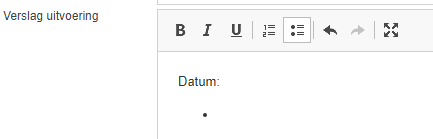 Verslag uitvoering
B I U
Datum:
•